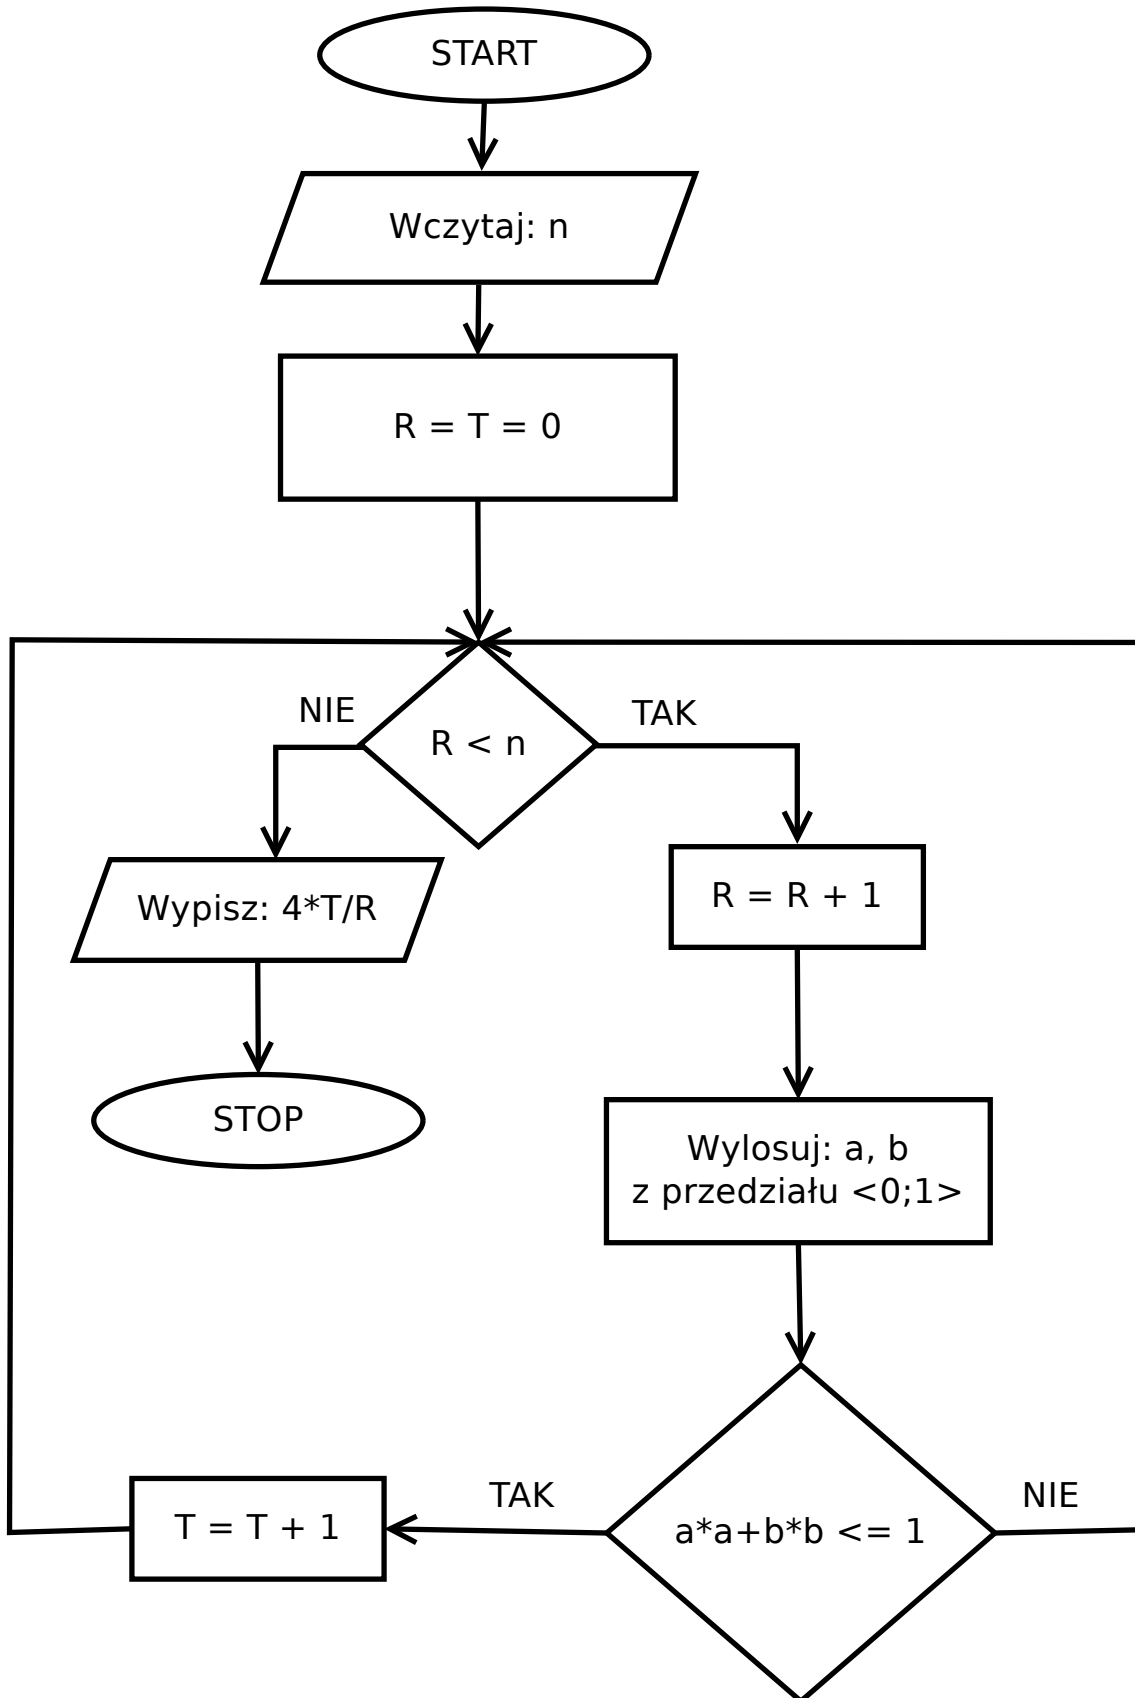 START
Wczytaj: n
R = T = 0
NIE
TAK
R < n
R = R + 1
Wypisz: 4*T/R
STOP
Wylosuj: a, b
z przedziału <0;1>
TAK
NIE
T = T + 1
a*a+b*b <= 1